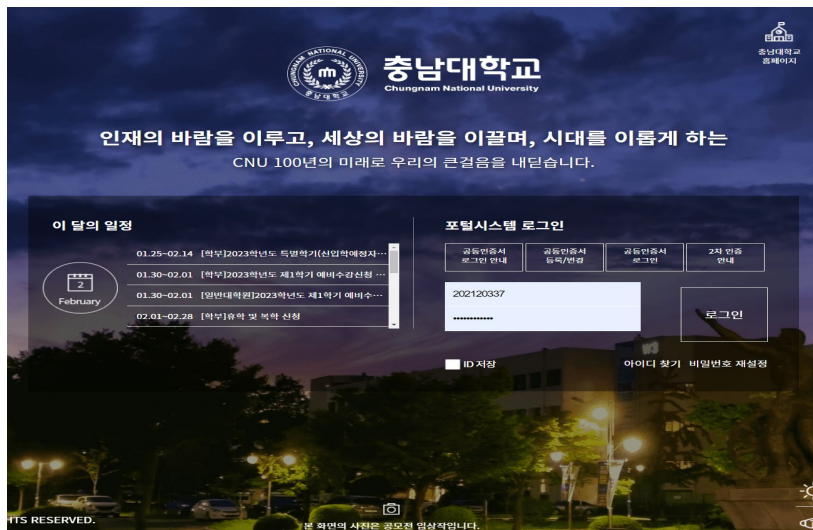 충남대학교
홈페이지
CHUNGNAM NATIONAL UNIVERSITY
충남대학교
충남대학교
Chungnam National University
인재의 바람을 이루고, 세상의 바람을 이끌며, 시대를 이롭게 하는
CNU 100년의 미래로 우리의 큰걸음을 내딛습니다.
이 달의 일정
2
February
01.25~02.14 [학부]2023학년도 특별학기(신입학예정자…
01.30~02.01 [학부]2023학년도 제1학기 예비수강신청 …
01.30~02.01 [일반대학원]2023학년도 제1학기 예비수…
02.01~02.28 [학부]휴학 및 복학 신청
포털시스템 로그인
공동인증서
로그인 안내
공동인증서
등록/변경
공동인증서
로그인
2차 인증
안내
202120337
••••••••••••
로그인
ID 저장
아이디 찾기 비밀번호 재설정
HTS RESERVED.
본 화면의 사진은 공모전 입상작입니다.